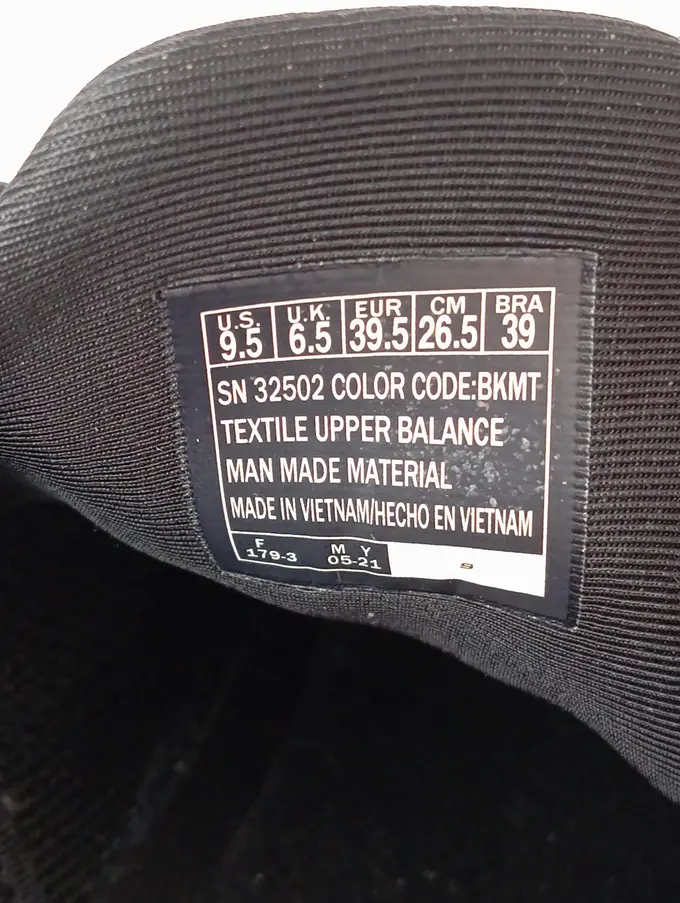 U.S. U.K. EUR CM BRA
9.5 6.5 39.5 26.5 39
SN 32502 COLOR CODE:BKMT
TEXTILE UPPER BALANCE
MAN MADE MATERIAL
MADE IN VIETNAM/HECHO EN VIETNAM
F M Y
179-3 05-21
S